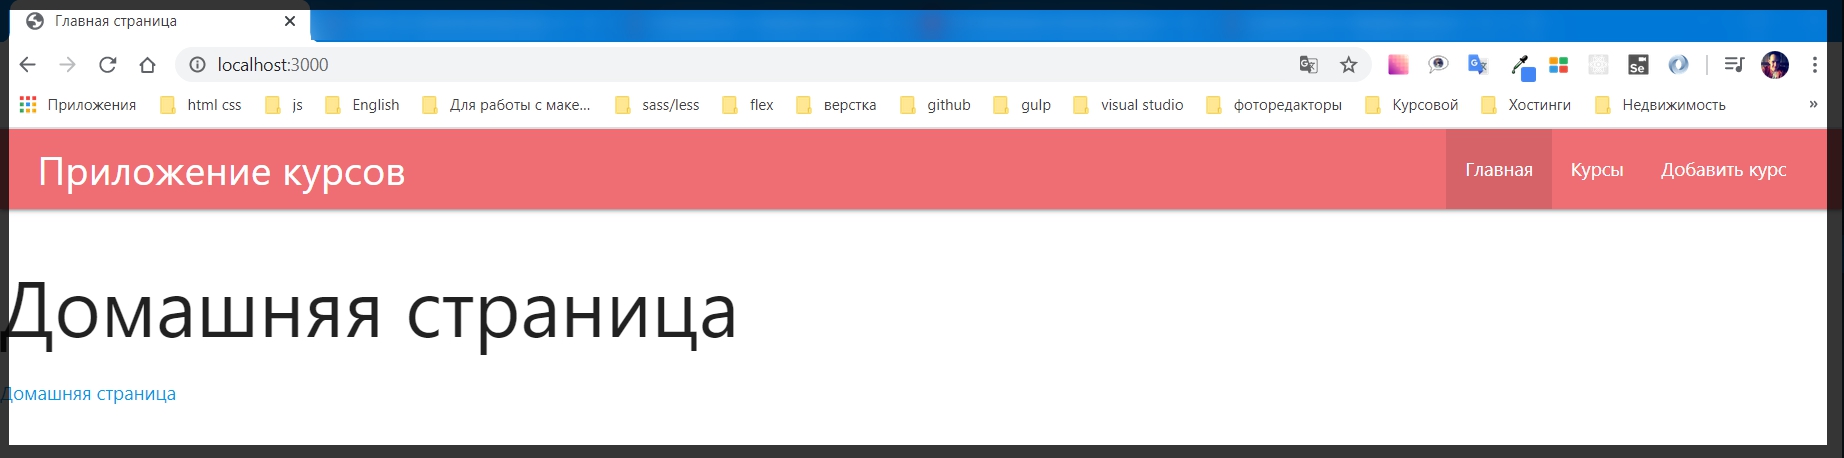 Главная страница
localhost:3000
Приложения html css js English Для работы с маке... sass/less flex верстка github gulp visual studio фоторедакторы Курсовой Хостинги Недвижимость »
Приложение курсов Главная Курсы Добавить курс
Домашняя страница
Домашняя страница